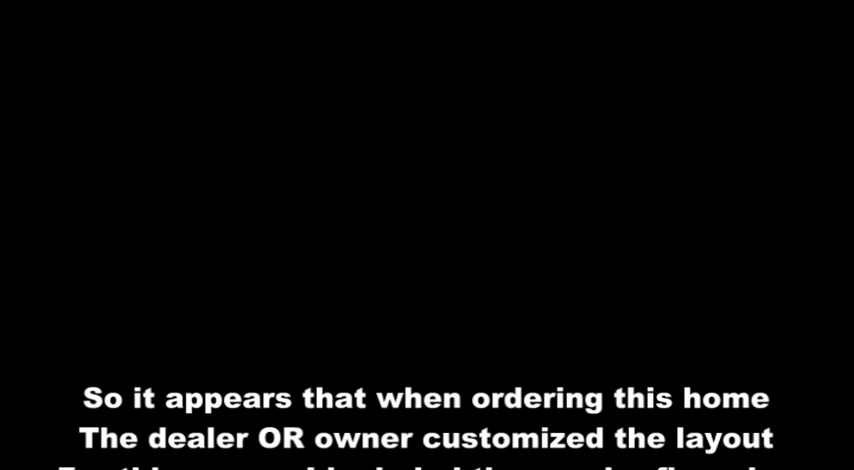 So it appears that when ordering this home
The dealer OR owner customized the layout